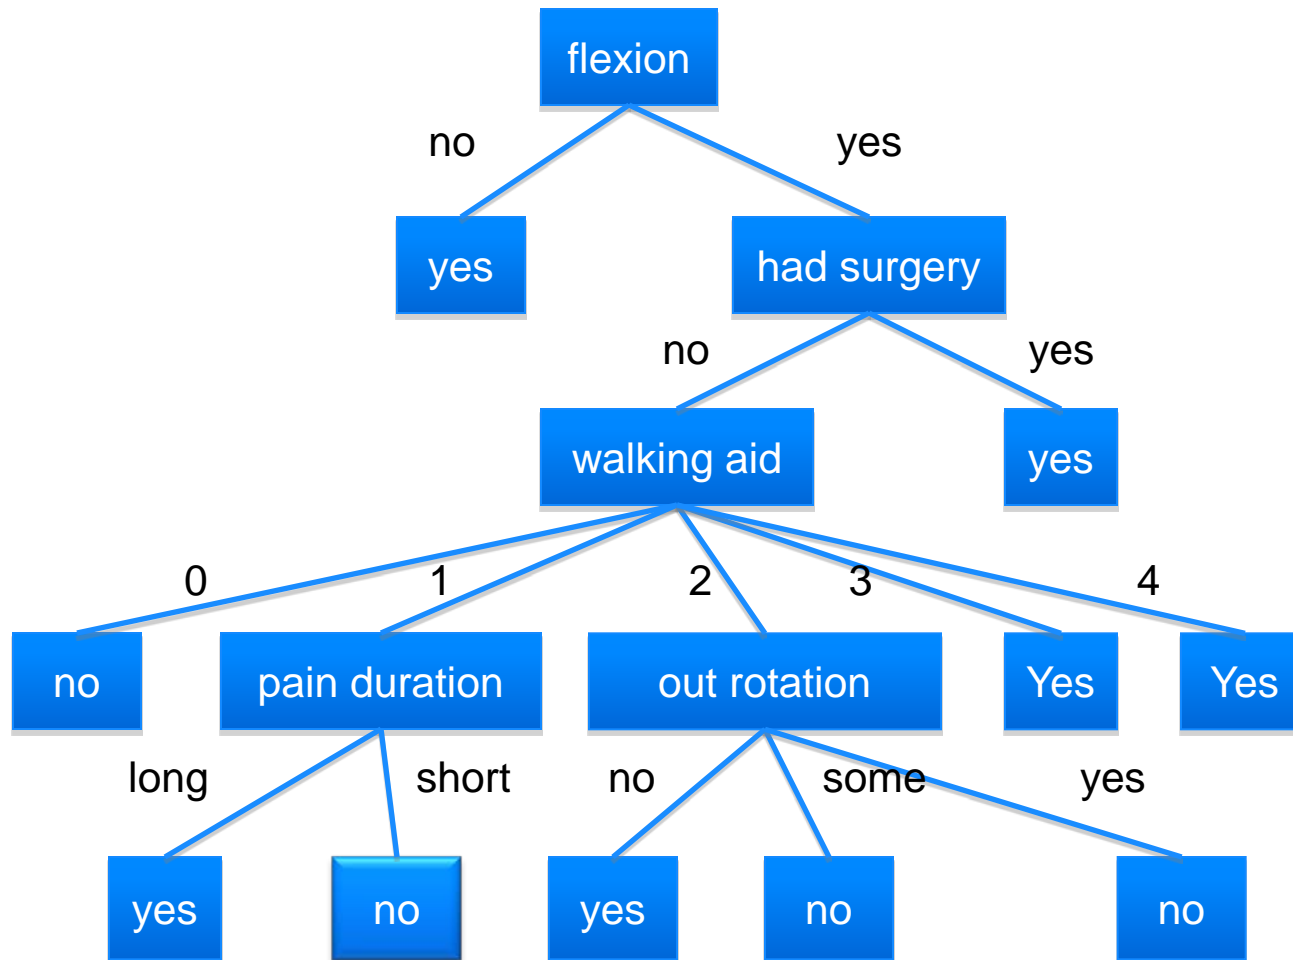 flexion
no
yes
yes
had surgery
no
yes
walking aid
yes
0
1
2
3
4
no
pain duration
out rotation
Yes
Yes
long
short
no
some
yes
yes
no
yes
no
no